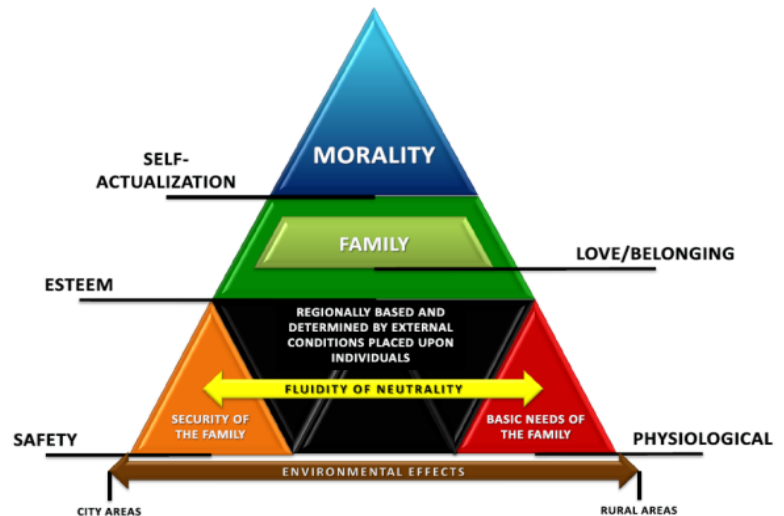 MORALITY
SELF-
ACTUALIZATION
FAMILY
LOVE/BELONGING
ESTEEM
REGIONALLY BASED AND
DETERMINED BY EXTERNAL
CONDITIONS PLACED UPON
INDIVIDUALS
FLUIDITY OF NEUTRALITY
SECURITY OF
THE FAMILY
BASIC NEEDS OF
THE FAMILY
SAFETY
PHYSIOLOGICAL
ENVIRONMENTAL EFFECTS
CITY AREAS
RURAL AREAS